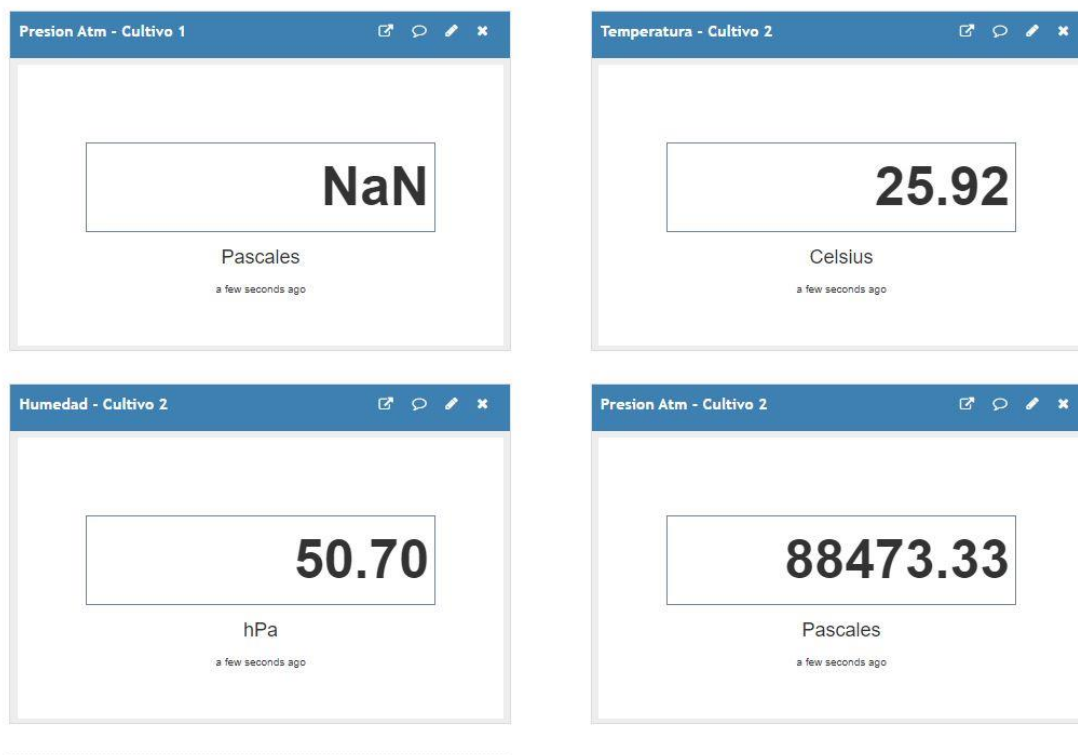 Presion Atm - Cultivo 1
NaN
Pascales
a few seconds ago
Temperatura - Cultivo 2
25.92
Celsius
a few seconds ago
Humedad - Cultivo 2
50.70
hPa
a few seconds ago
Presion Atm - Cultivo 2
88473.33
Pascales
a few seconds ago